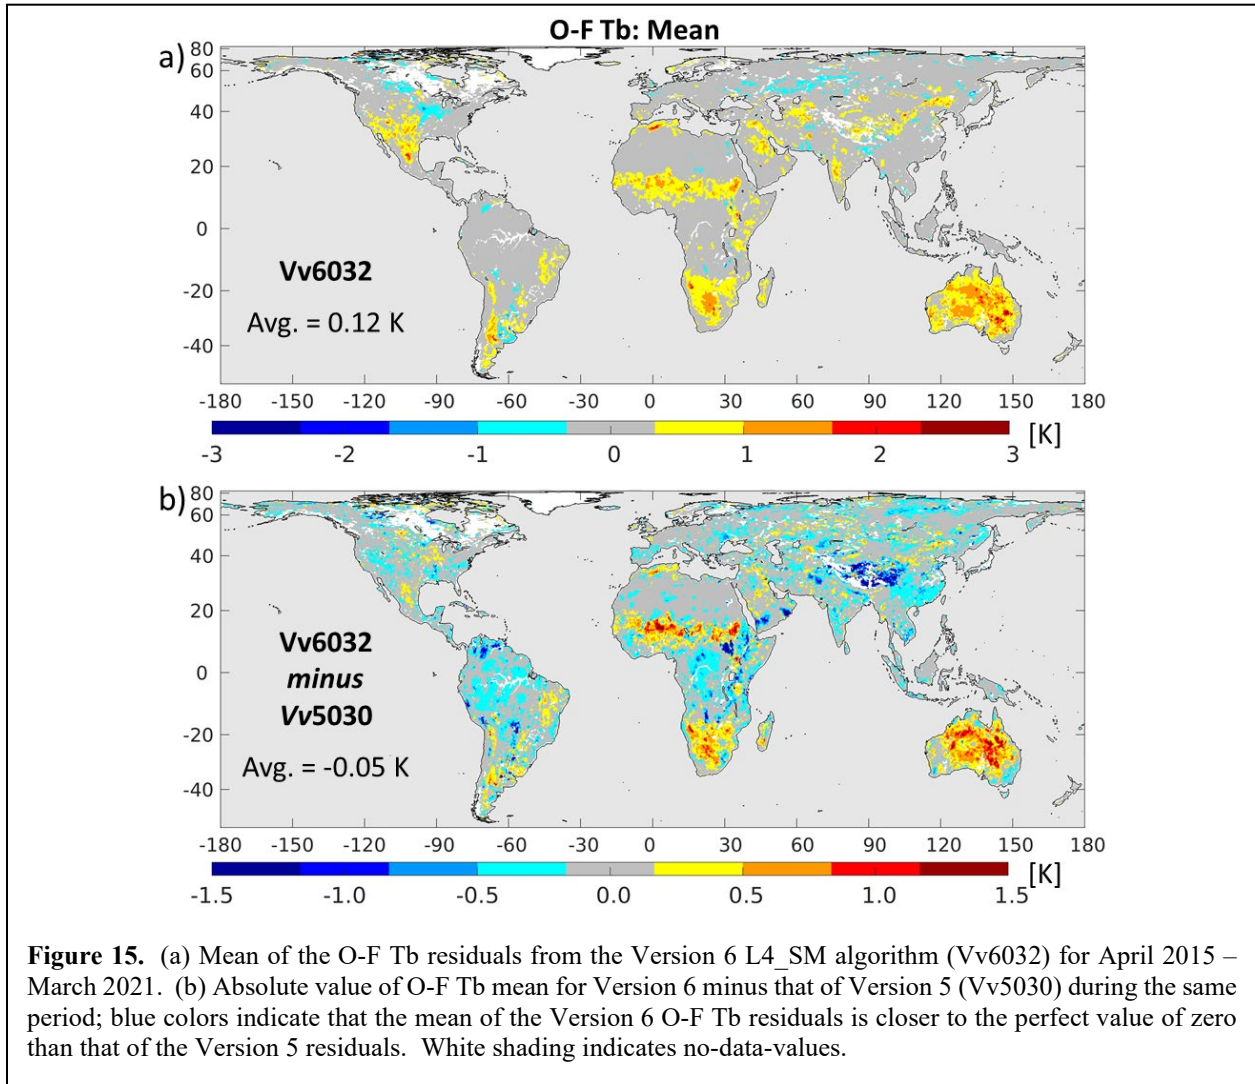 O-F Tb: Mean
a)
80
60
40
20
0
-20
-40
Vv6032
Avg. = 0.12 K
-180 -150 -120 -90 -60 -30 0 30 60 90 120 150 180
-3 -2 -1 0 1 2 3 [K]
b)
80
60
40
20
0
-20
-40
Vv6032
minus
Vv5030
Avg. = -0.05 K
-180 -150 -120 -90 -60 -30 0 30 60 90 120 150 180
-1.5 -1.0 -0.5 0.0 0.5 1.0 1.5 [K]
Figure 15. (a) Mean of the O-F Tb residuals from the Version 6 L4_SM algorithm (Vv6032) for April 2015 –
March 2021. (b) Absolute value of O-F Tb mean for Version 6 minus that of Version 5 (Vv5030) during the same
period; blue colors indicate that the mean of the Version 6 O-F Tb residuals is closer to the perfect value of zero
than that of the Version 5 residuals. White shading indicates no-data-values.